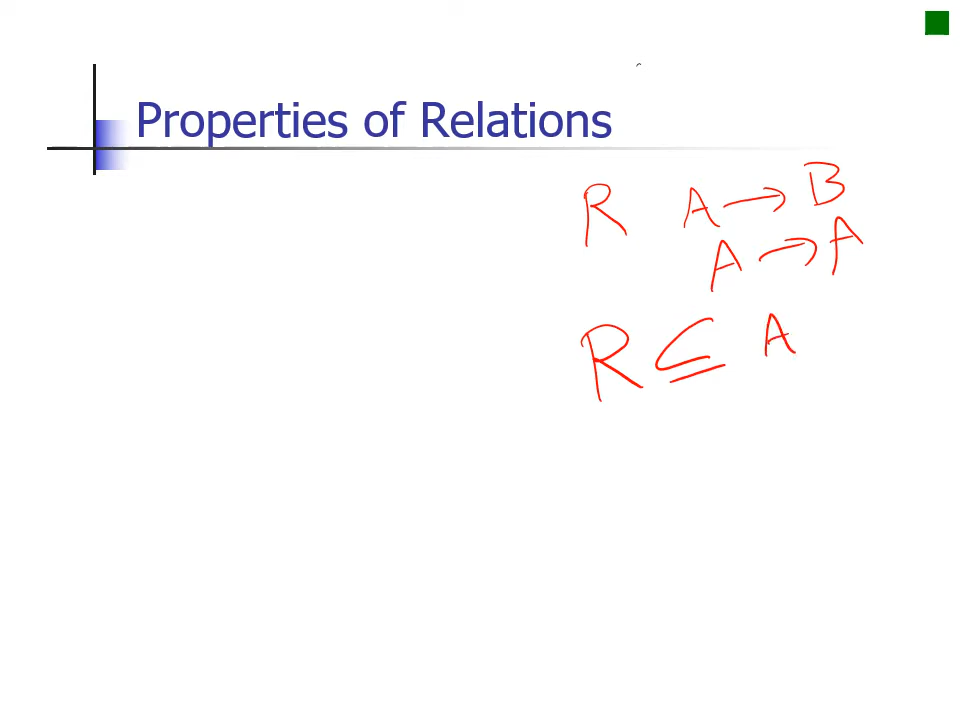 Properties of Relations
R A → B
A → A
R ⊆ A